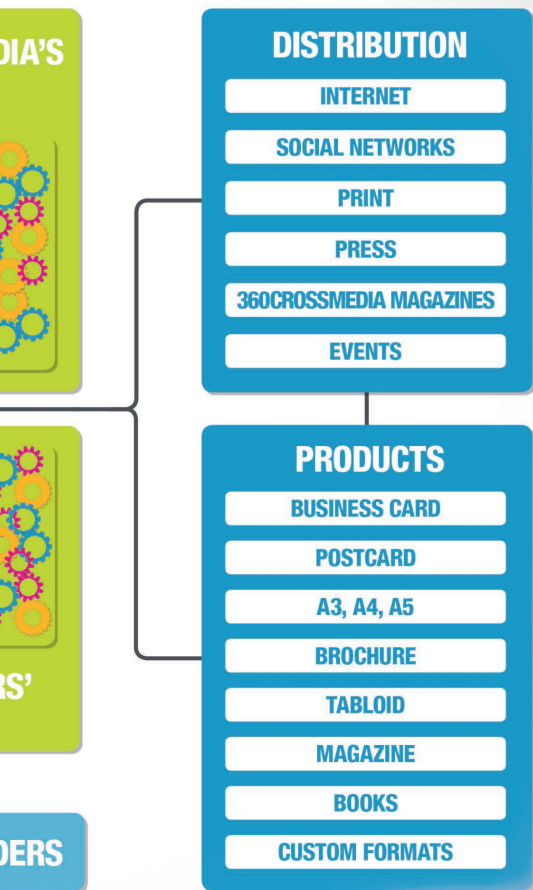 DIA'S
DISTRIBUTION
INTERNET
SOCIAL NETWORKS
PRINT
PRESS
360CROSSMEDIA MAGAZINES
EVENTS
PRODUCTS
BUSINESS CARD
POSTCARD
A3, A4, A5
BROCHURE
TABLOID
MAGAZINE
BOOKS
CUSTOM FORMATS
RS'
DERS